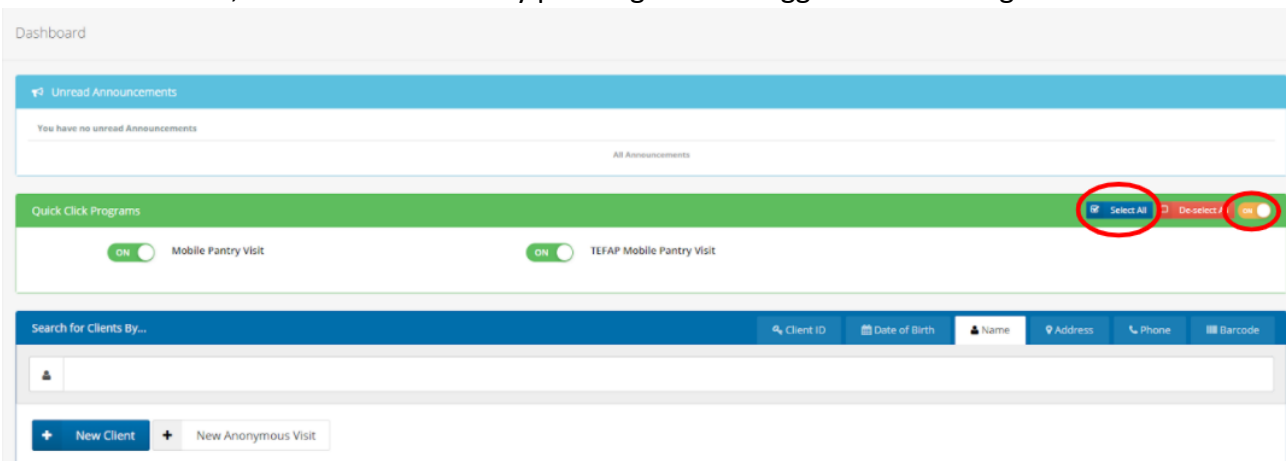 Dashboard
Unread Announcements
You have no unread Announcements
All Announcements
Quick Click Programs
Select All De-select ON
ON Mobile Pantry Visit ON TEFAP Mobile Pantry Visit
Search for Clients By... Client ID Date of Birth Name Address Phone Barcode
New Client New Anonymous Visit